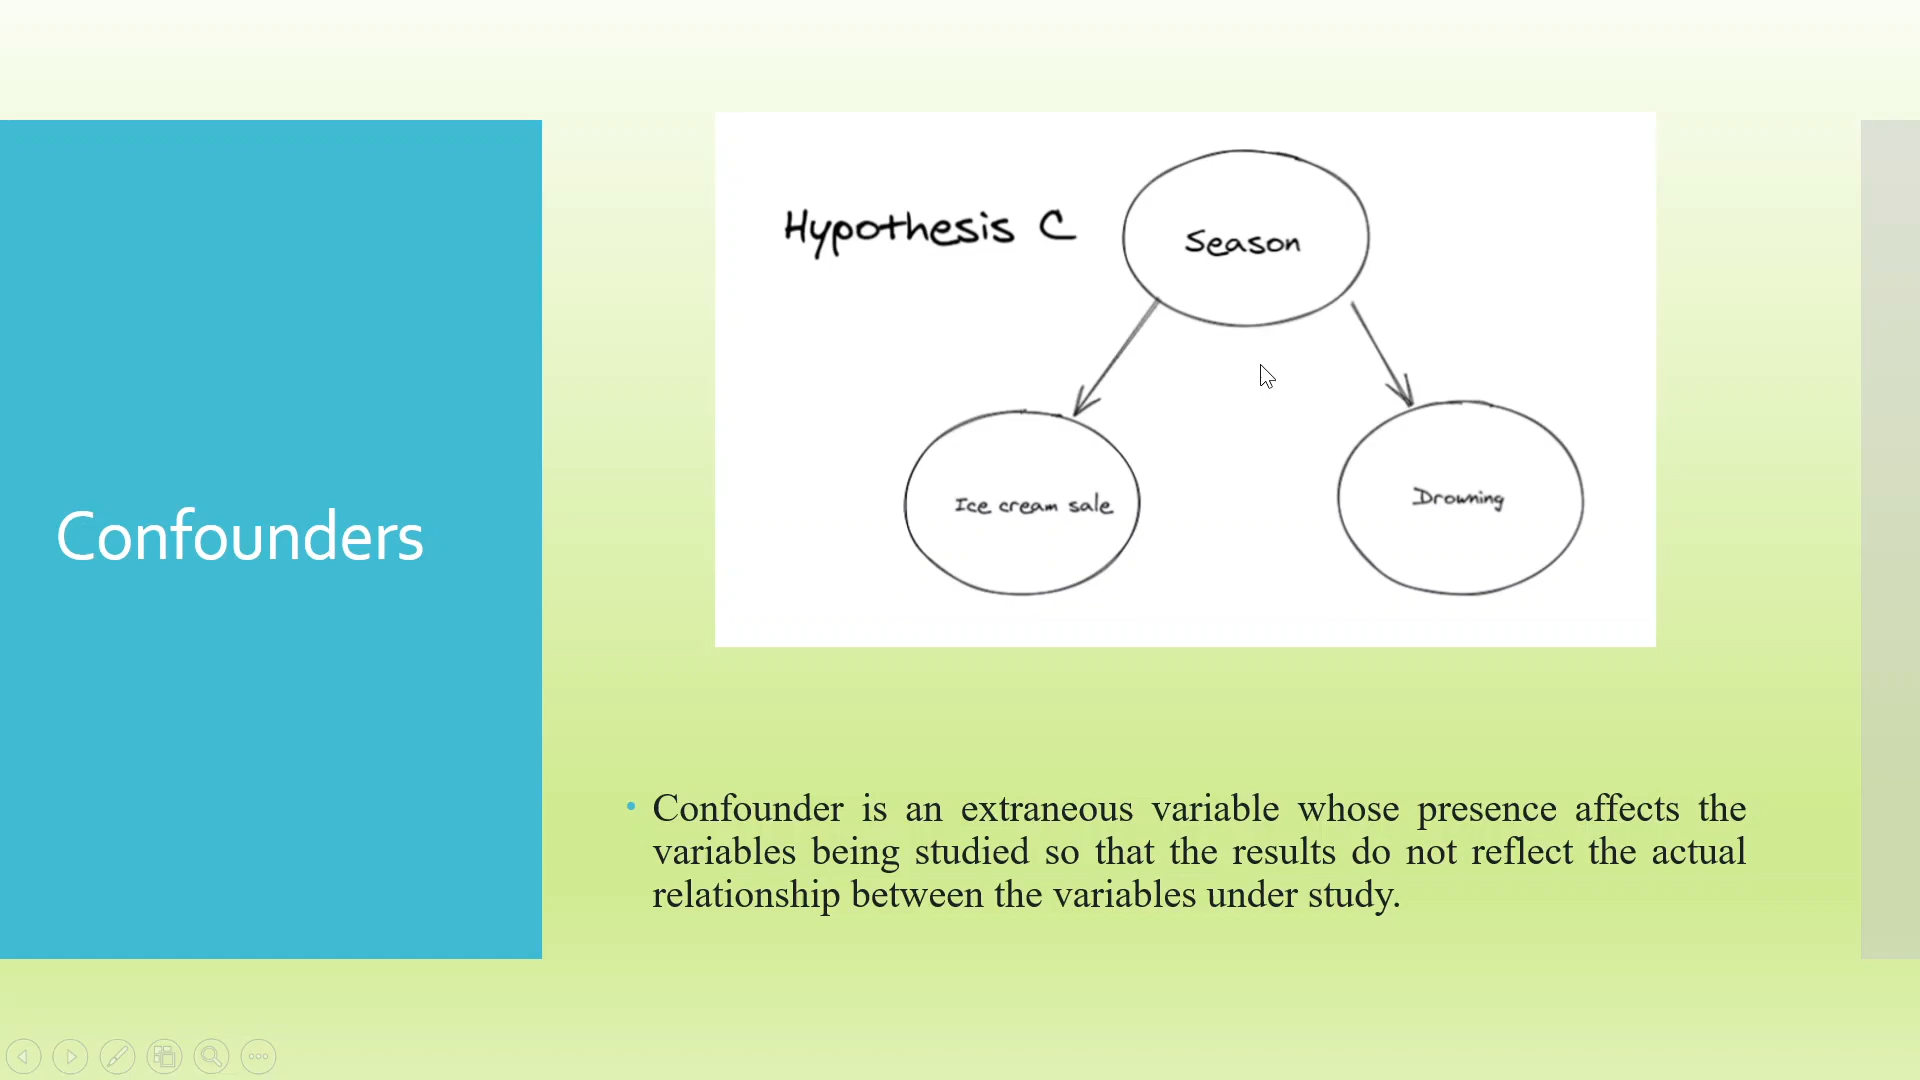 Confounders
Hypothesis C
Season
Ice cream sale
Drowning
• Confounder is an extraneous variable whose presence affects the
variables being studied so that the results do not reflect the actual
relationship between the variables under study.